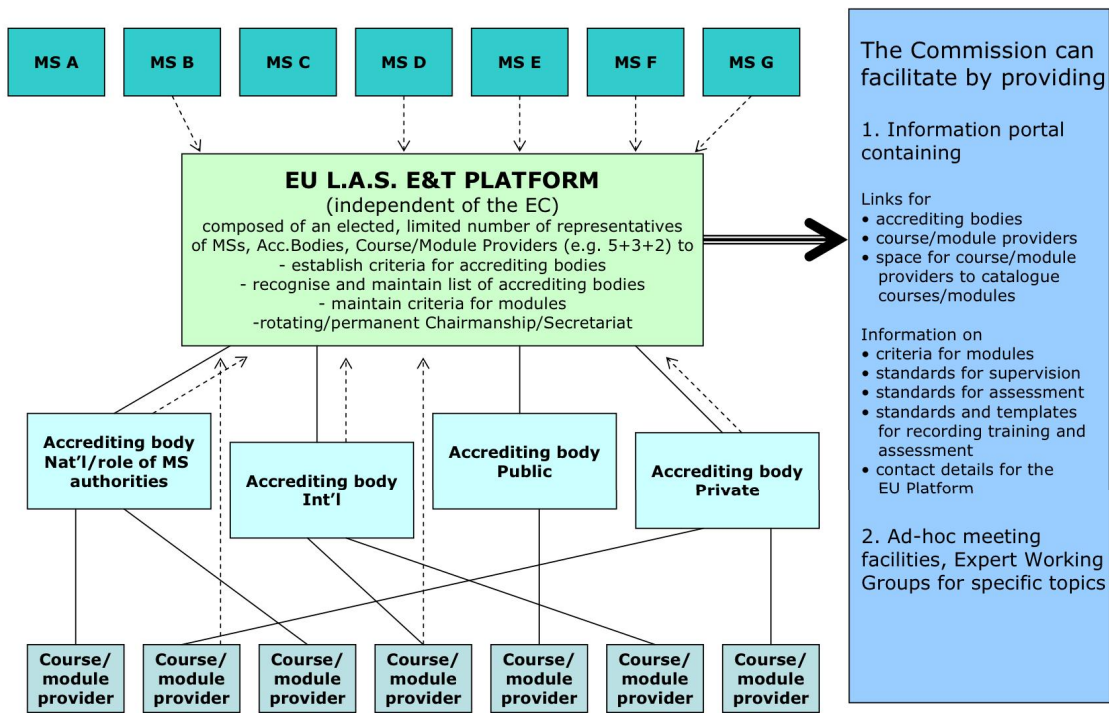 MS A
MS B
MS C
MS D
MS E
MS F
MS G
EU L.A.S. E&T PLATFORM
(independent of the EC)
composed of an elected, limited number of representatives
of MSs, Acc.Bodies, Course/Module Providers (e.g. 5+3+2) to
- establish criteria for accrediting bodies
- recognise and maintain list of accrediting bodies
- maintain criteria for modules
-rotating/permanent Chairmanship/Secretariat
Accrediting body
Nat'l/role of MS
authorities
Accrediting body
Int'l
Accrediting body
Public
Accrediting body
Private
Course/
module
provider
Course/
module
provider
Course/
module
provider
Course/
module
provider
Course/
module
provider
Course/
module
provider
Course/
module
provider
The Commission can
facilitate by providing
1. Information portal
containing
Links for
• accrediting bodies
• course/module providers
• space for course/module
providers to catalogue
courses/modules
Information on
• criteria for modules
• standards for supervision
• standards for assessment
• standards and templates
for recording training and
assessment
• contact details for the
EU Platform
2. Ad-hoc meeting
facilities, Expert Working
Groups for specific topics